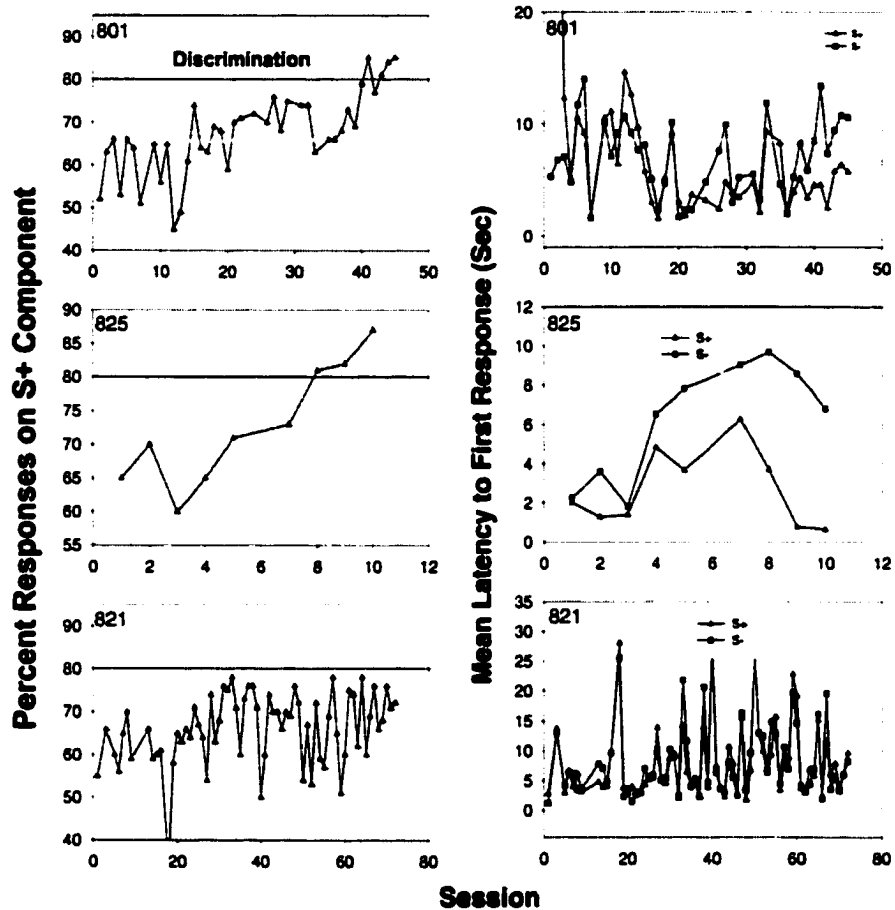 801
Discrimination
90
80
70
60
50
40
0 10 20 30 40 50
825
90
85
80
75
70
65
60
55
0 2 4 6 8 10 12
821
90
80
70
60
50
40
0 20 40 60 80
Percent Responses on S+ Component
801
S+
S-
20
10
0
0 10 20 30 40 50
825
S+
S-
12
10
8
6
4
2
0
0 2 4 6 8 10 12
821
S+
S-
35
30
25
20
15
10
5
0
0 20 40 60 80
Mean Latency to First Response (Sec)
Session